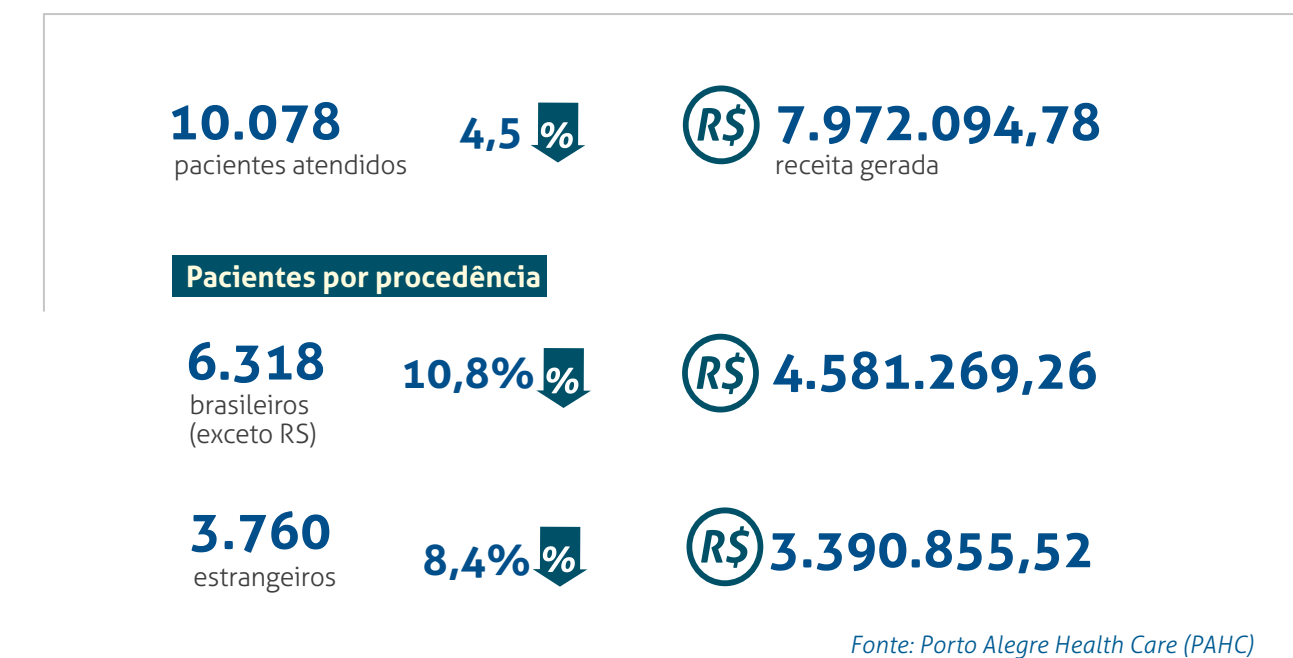 10.078
pacientes atendidos
4,5 %
R$ 7.972.094,78
receita gerada
Pacientes por procedência
6.318
brasileiros
(exceto RS)
10,8% %
R$ 4.581.269,26
3.760
estrangeiros
8,4% %
R$ 3.390.855,52
Fonte: Porto Alegre Health Care (PAHC)